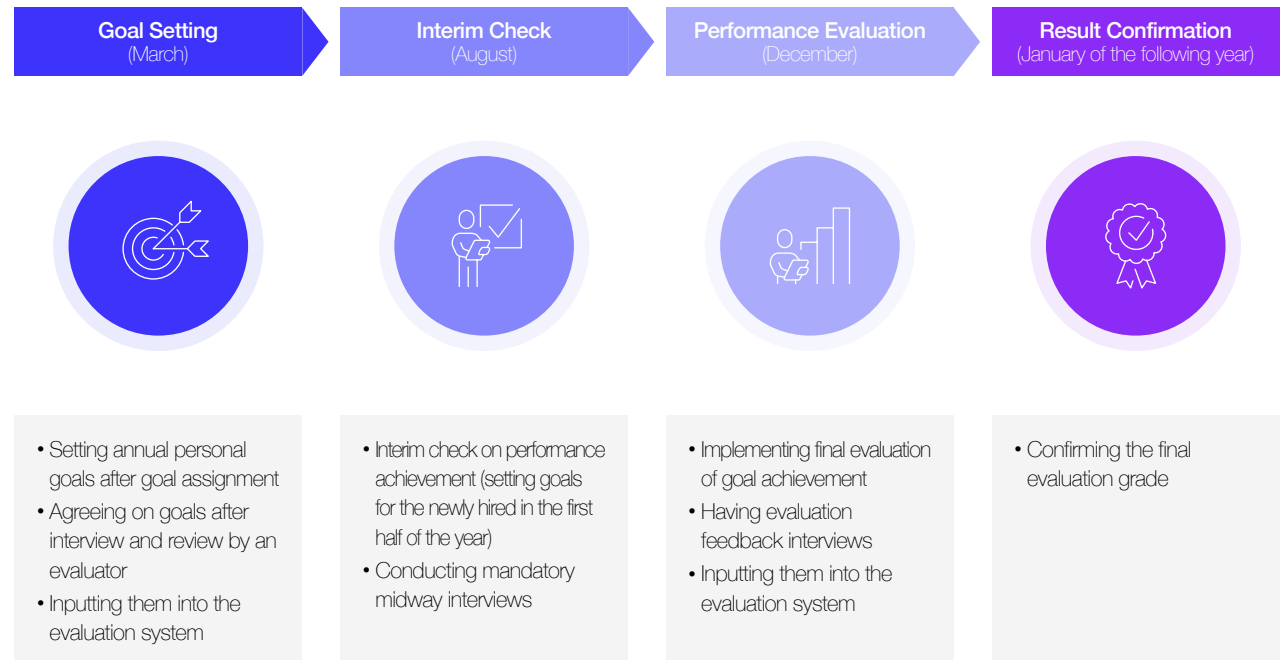 Goal Setting
(March)
Interim Check
(August)
Performance Evaluation
(December)
Result Confirmation
(January of the following year)
• Setting annual personal
goals after goal assignment
• Agreeing on goals after
interview and review by an
evaluator
• Inputting them into the
evaluation system
• Interim check on performance
achievement (setting goals
for the newly hired in the first
half of the year)
• Conducting mandatory
midway interviews
• Implementing final evaluation
of goal achievement
• Having evaluation
feedback interviews
• Inputting them into the
evaluation system
• Confirming the final
evaluation grade